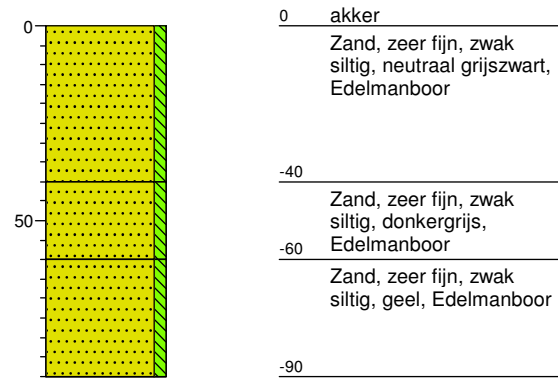 0
50
0 akker
Zand, zeer fijn, zwak
siltig, neutraal grijszwart,
Edelmanboor
-40
Zand, zeer fijn, zwak
siltig, donkergrijs,
Edelmanboor
-60
Zand, zeer fijn, zwak
siltig, geel, Edelmanboor
-90